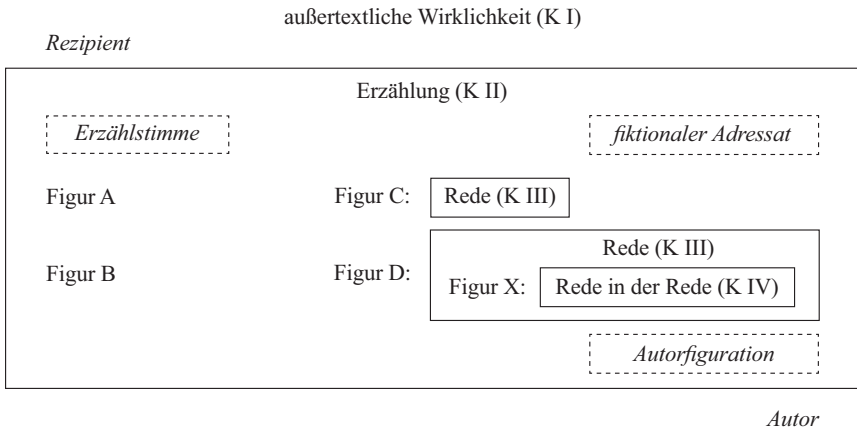 außertextliche Wirklichkeit (K I)
Rezipient
Erzählung (K II)
Erzählstimme
fiktionaler Adressat
Figur A
Figur C:
Rede (K III)
Figur B
Figur D:
Rede (K III)
Figur X:
Rede in der Rede (K IV)
Autorfiguration
Autor